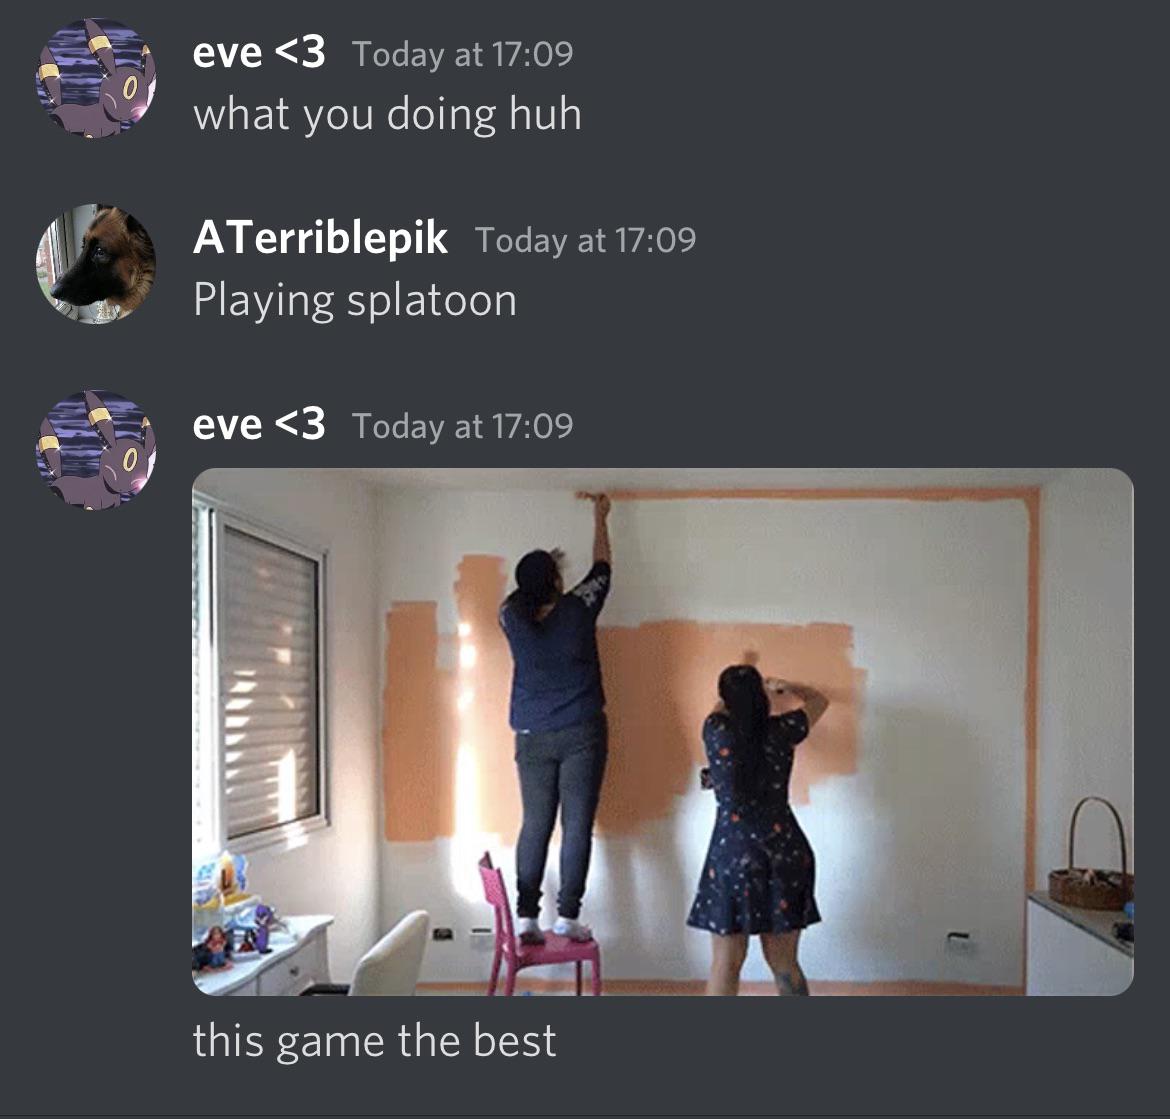 eve <3 Today at 17:09
what you doing huh
ATerriblepik Today at 17:09
Playing splatoon
eve <3 Today at 17:09
this game the best